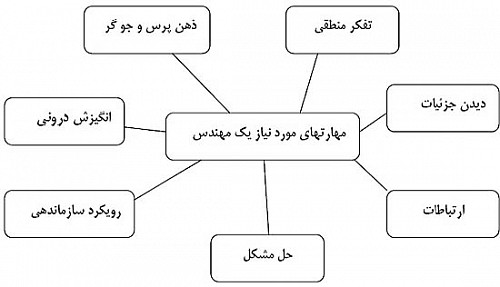 تفکر منطقی
ذهن پرس و جو گر
دیدن جزنیات
انگیزش درونی
مهارتهای مورد نیاز یک مهندس
ارتباطات
رویکرد سازماندهی
حل مشکل